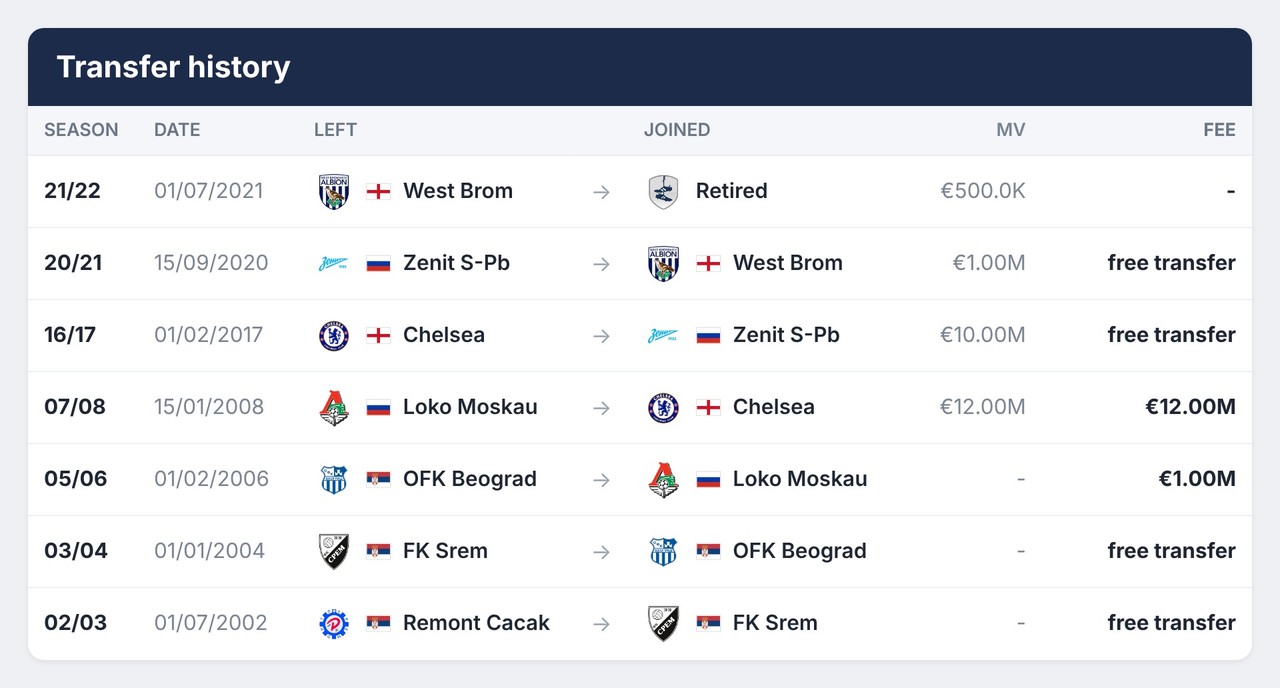 Transfer history
SEASON DATE LEFT JOINED MV FEE
21/22 01/07/2021 West Brom → Retired €500.0K -
20/21 15/09/2020 Zenit S-Pb → West Brom €1.00M free transfer
16/17 01/02/2017 Chelsea → Zenit S-Pb €10.00M free transfer
07/08 15/01/2008 Loko Moskau → Chelsea €12.00M €12.00M
05/06 01/02/2006 OFK Beograd → Loko Moskau - €1.00M
03/04 01/01/2004 FK Srem → OFK Beograd - free transfer
02/03 01/07/2002 Remont Cacak → FK Srem - free transfer